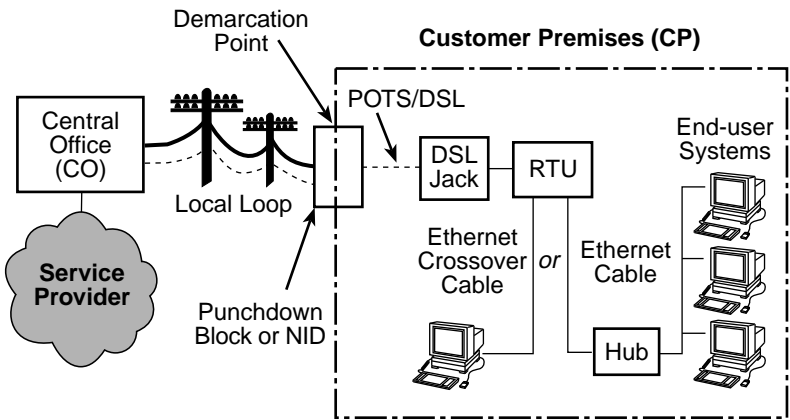 Demarcation
Point
Customer Premises (CP)
POTS/DSL
Central
Office
(CO)
DSL
Jack
RTU
End-user
Systems
Local Loop
Service
Provider
Punchdown
Block or NID
Ethernet
Crossover
Cable
or
Ethernet
Cable
Hub